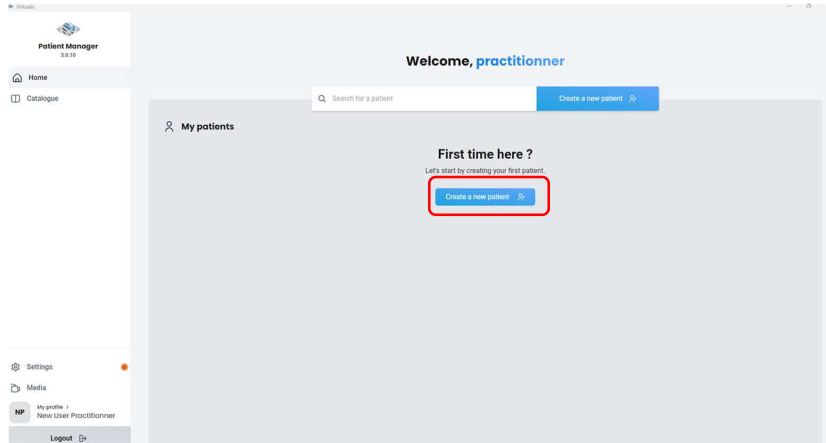 Virtualis
Patient Manager
5.0.10
Home
Catalogue
Welcome, practitionner
Search for a patient
Create a new patient
My patients
First time here ?
Let's start by creating your first patient.
Create a new patient
Settings
Media
NP
My profile
New User Practitionner
Logout